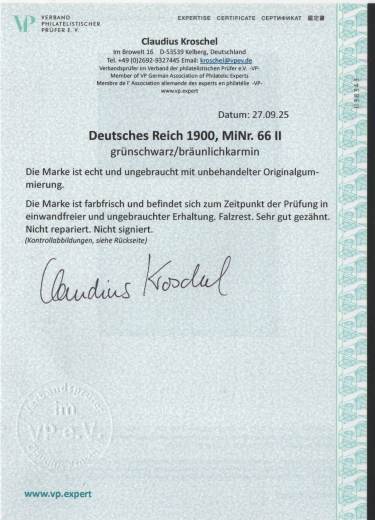 VP VERBAND
PHILATELISTISCHER
PRÜFER E. V.
EXPERTISE CERTIFICATE СЕРТИФИКАТ 鑑定書
Claudius Kroschel
Im Browelt 16 D-53539 Kelberg, Deutschland
Tel. +49 (0)2692-9327445 Email: kroschel@vpev.de
Verbandsprüfer im Verband der philatelistischen Prüfer e.V. -VP-
Member of VP German Association of Philatelic Experts
Membre de l' Association allemande des experts en philatélie -VP-
www.vp.expert
Datum: 27.09.25
Deutsches Reich 1900, MiNr. 66 II
grünschwarz/bräunlichkarmin
Die Marke ist echt und ungebraucht mit unbehandelter Originalgum-
mierung.
Die Marke ist farbfrisch und befindet sich zum Zeitpunkt der Prüfung in
einwandfreier und ungebrauchter Erhaltung. Falzrest. Sehr gut gezähnt.
Nicht repariert. Nicht signiert.
(Kontrollabbildungen, siehe Rückseite)
Claudius Kroschel
im
VP e.V.
www.vp.expert